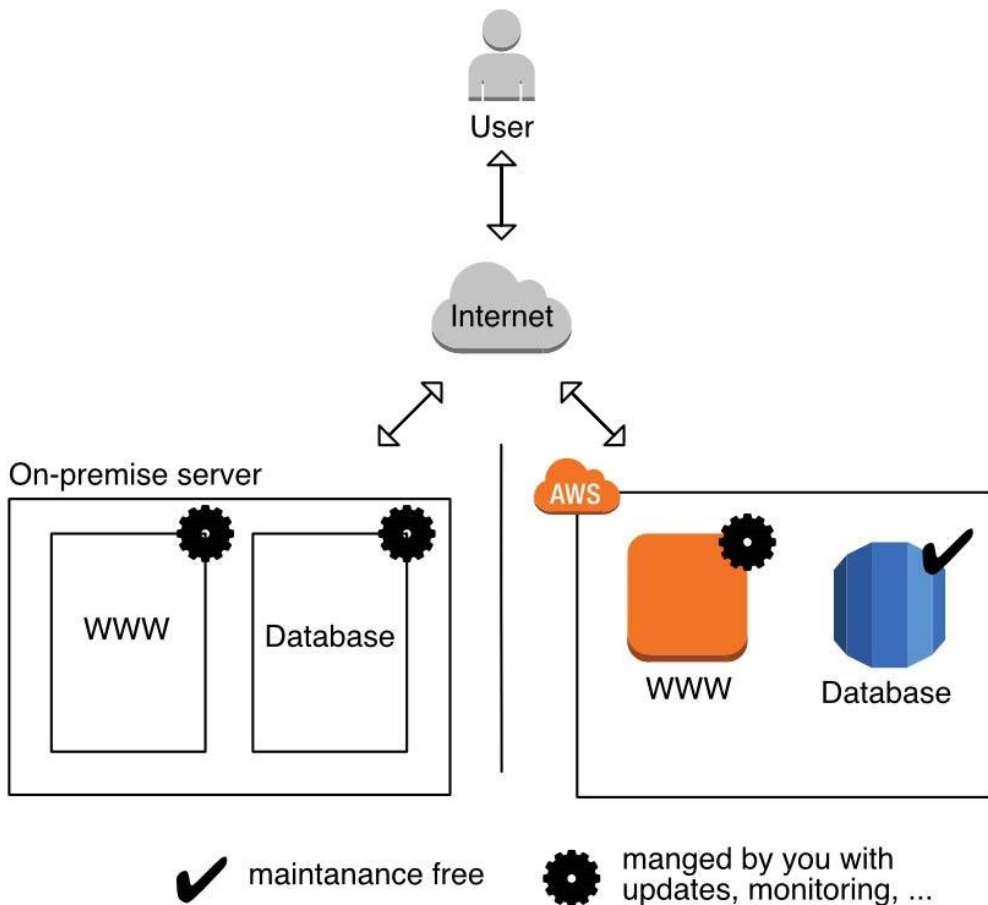 User
Internet
On-premise server
AWS
WWW
Database
WWW
Database
maintanance free
manged by you with
updates, monitoring, ...